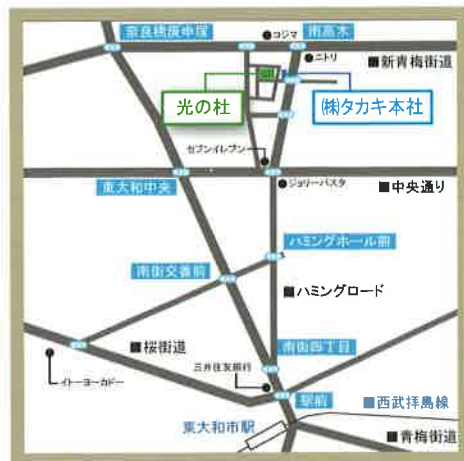 奈良橋庚申塚
コジマ
南高木
ニトリ
■新青梅街道
光の杜
㈱タカキ本社
セブンイレブン
東大和中央
ジョリーパスタ
■中央通り
ハミングホール前
南街交番前
■ハミングロード
■桜街道
南街四丁目
三井住友銀行
イトーヨーカドー
駅前
■西武拝島線
東大和市駅
■青梅街道